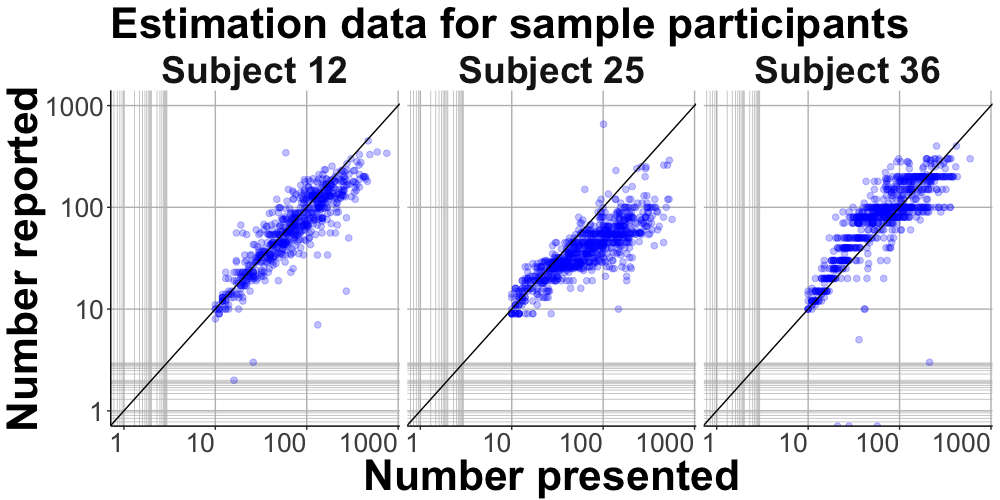 Estimation data for sample participants
Subject 12 Subject 25 Subject 36
Number reported
1000
100
10
1
1 10 100 1000 1 10 100 1000 1 10 100 1000
Number presented